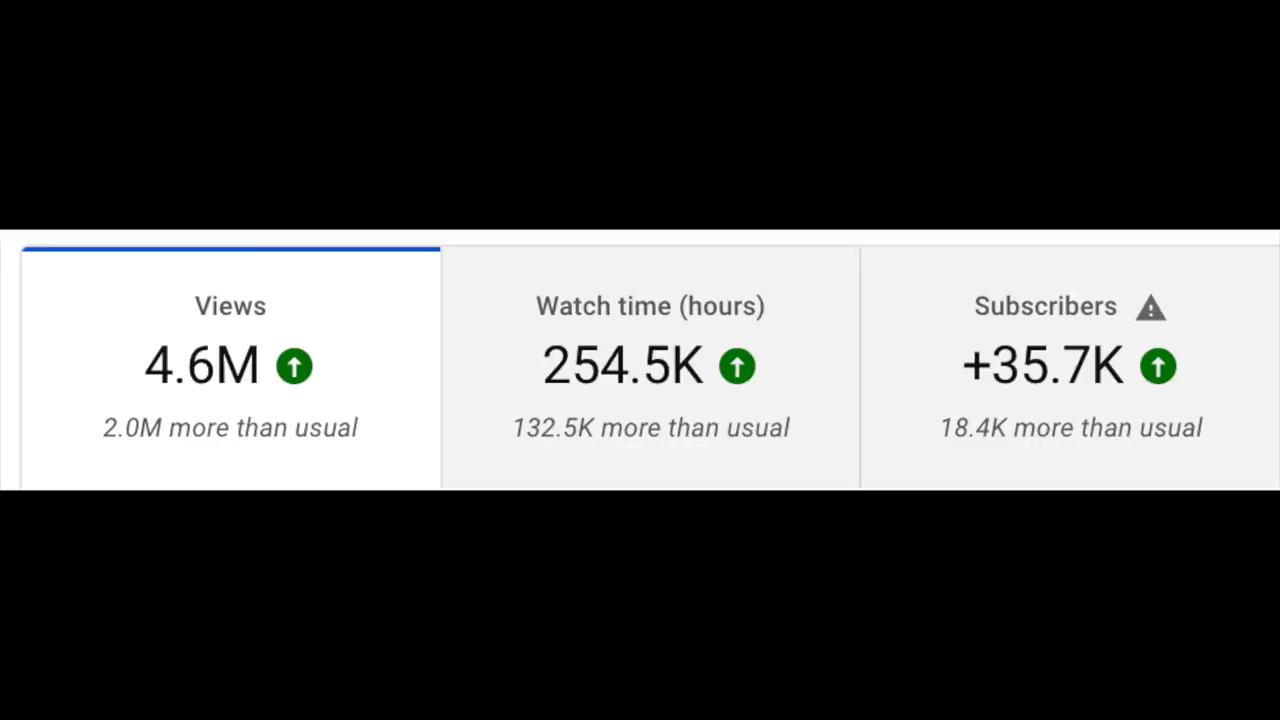 Views
4.6M
2.0M more than usual
Watch time (hours)
254.5K
132.5K more than usual
Subscribers
+35.7K
18.4K more than usual